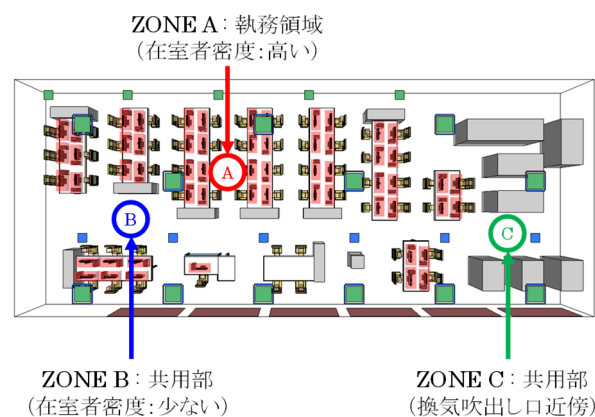 ZONE A：執務領域
(在室者密度：高い)
A
B
C
ZONE B：共用部
(在室者密度：少ない)
ZONE C：共用部
(換気吹出し口近傍)